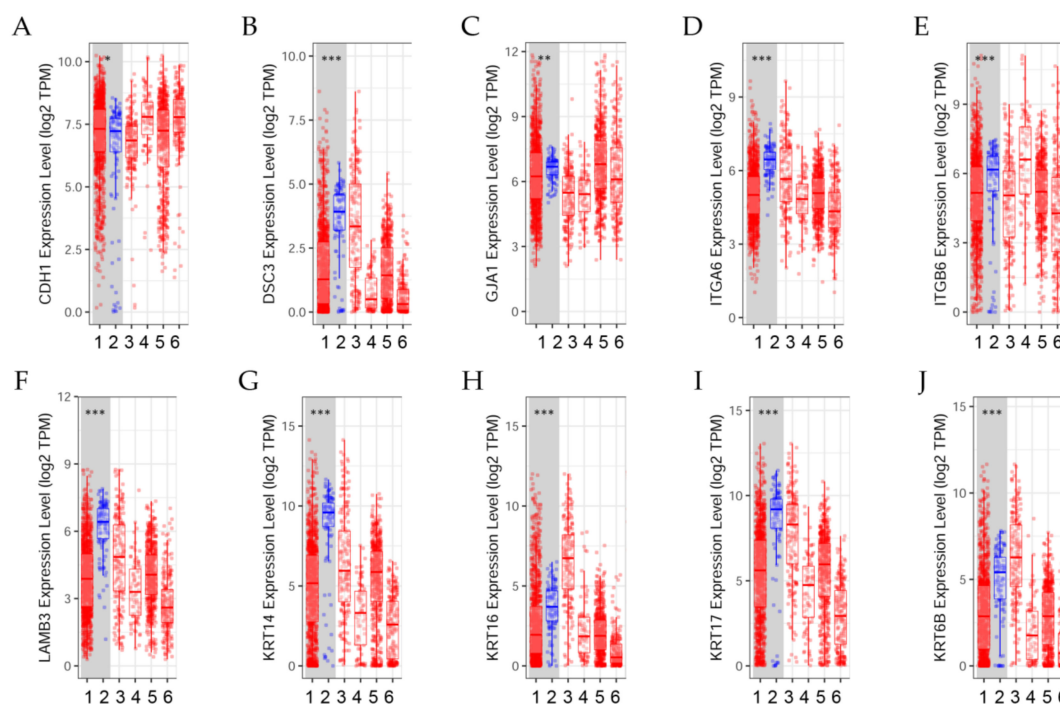 A
CDH1 Expression Level (log2 TPM)
10.0
7.5
5.0
2.5
0.0
*
1 2 3 4 5 6
B
DSC3 Expression Level (log2 TPM)
10.0
7.5
5.0
2.5
0.0
***
1 2 3 4 5 6
C
GJA1 Expression Level (log2 TPM)
12
9
6
3
0
**
1 2 3 4 5 6
D
ITGA6 Expression Level (log2 TPM)
9
6
3
0
***
1 2 3 4 5 6
E
ITGB6 Expression Level (log2 TPM)
9
6
3
0
***
1 2 3 4 5 6
F
LAMB3 Expression Level (log2 TPM)
12
9
6
3
0
***
1 2 3 4 5 6
G
KRT14 Expression Level (log2 TPM)
15
10
5
0
***
1 2 3 4 5 6
H
KRT16 Expression Level (log2 TPM)
15
10
5
0
***
1 2 3 4 5 6
I
KRT17 Expression Level (log2 TPM)
15
10
5
0
***
1 2 3 4 5 6
J
KRT6B Expression Level (log2 TPM)
15
10
5
0
***
1 2 3 4 5 6